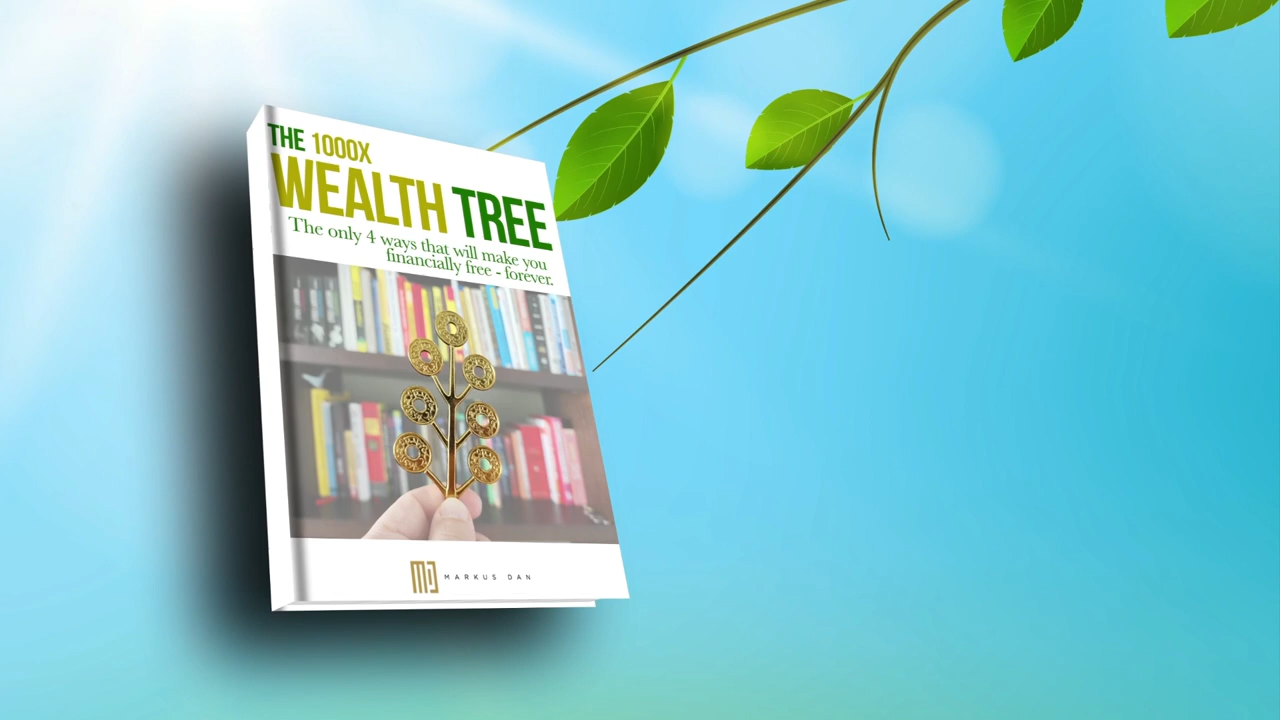 THE 1000X
WEALTH TREE
The only 4 ways that will make you
financially free - forever.
MARKUS DAN